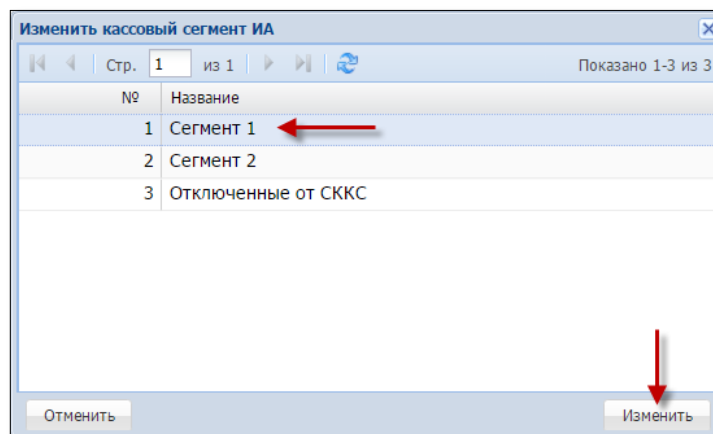 Изменить кассовый сегмент ИА
Стр. 1 из 1 Показано 1-3 из 3
№ Название
1 Сегмент 1
2 Сегмент 2
3 Отключенные от СККС
Отменить Изменить